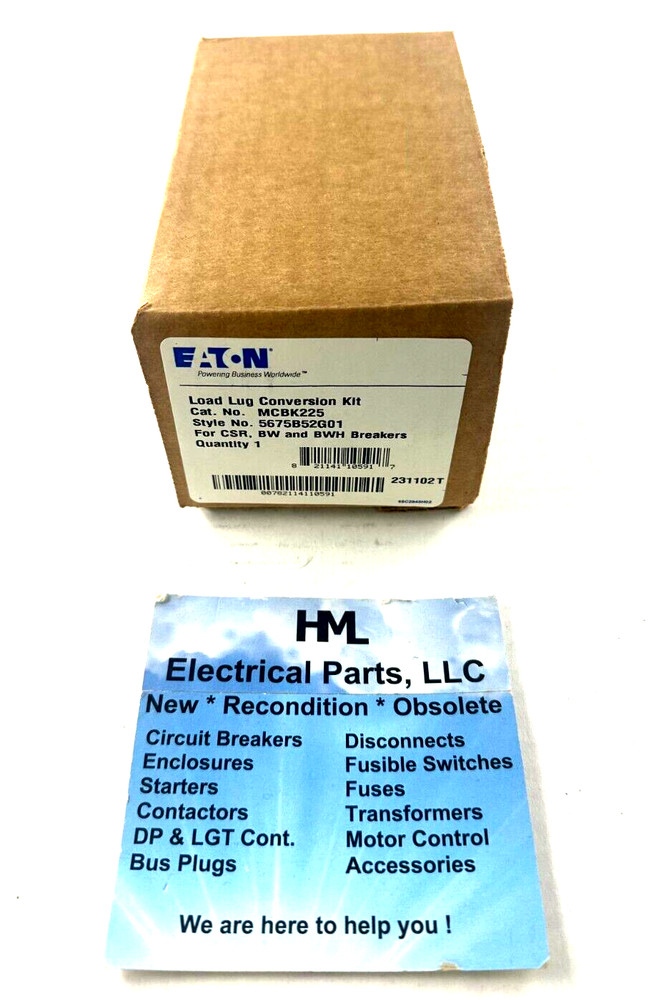 EATON
Powering Business Worldwide™
Load Lug Conversion Kit
Cat. No. MCBK225
Style No. 5675B52G01
For CSR, BW and BWH Breakers
Quantity 1
8 21141 10591 7
231102 T
00782114110591
HML
Electrical Parts, LLC
New * Recondition * Obsolete
Circuit Breakers Disconnects
Enclosures Fusible Switches
Starters Fuses
Contactors Transformers
DP & LGT Cont. Motor Control
Bus Plugs Accessories
We are here to help you !